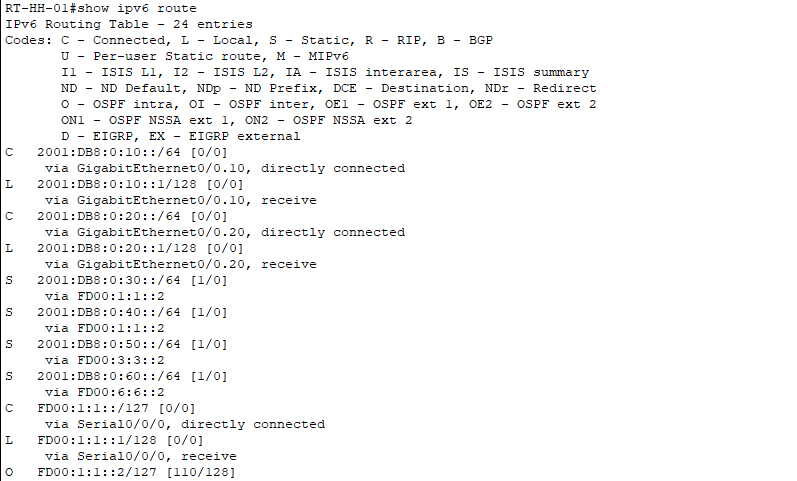 RT-HH-01#show ipv6 route
IPv6 Routing Table - 24 entries
Codes: C - Connected, L - Local, S - Static, R - RIP, B - BGP
       U - Per-user Static route, M - MIPv6
       I1 - ISIS L1, I2 - ISIS L2, IA - ISIS interarea, IS - ISIS summary
       ND - ND Default, NDp - ND Prefix, DCE - Destination, NDr - Redirect
       O - OSPF intra, OI - OSPF inter, OE1 - OSPF ext 1, OE2 - OSPF ext 2
       ON1 - OSPF NSSA ext 1, ON2 - OSPF NSSA ext 2
       D - EIGRP, EX - EIGRP external
C   2001:DB8:0:10::/64 [0/0]
     via GigabitEthernet0/0.10, directly connected
L   2001:DB8:0:10::1/128 [0/0]
     via GigabitEthernet0/0.10, receive
C   2001:DB8:0:20::/64 [0/0]
     via GigabitEthernet0/0.20, directly connected
L   2001:DB8:0:20::1/128 [0/0]
     via GigabitEthernet0/0.20, receive
S   2001:DB8:0:30::/64 [1/0]
     via FD00:1:1::2
S   2001:DB8:0:40::/64 [1/0]
     via FD00:1:1::2
S   2001:DB8:0:50::/64 [1/0]
     via FD00:3:3::2
S   2001:DB8:0:60::/64 [1/0]
     via FD00:6:6::2
C   FD00:1:1::/127 [0/0]
     via Serial0/0/0, directly connected
L   FD00:1:1::1/128 [0/0]
     via Serial0/0/0, receive
O   FD00:1:1::2/127 [110/128]